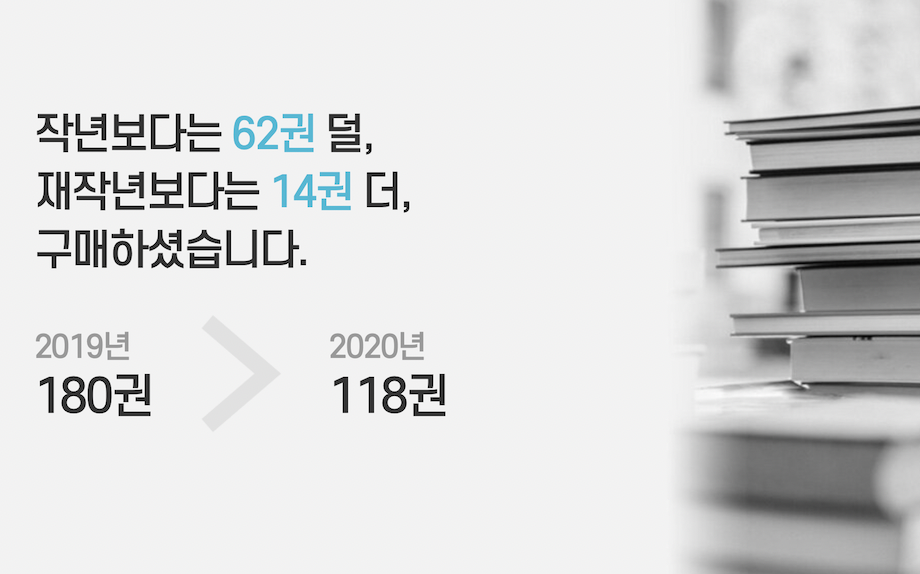 작년보다는 62권 덜,
재작년보다는 14권 더,
구매하셨습니다.
2019년
180권
2020년
118권